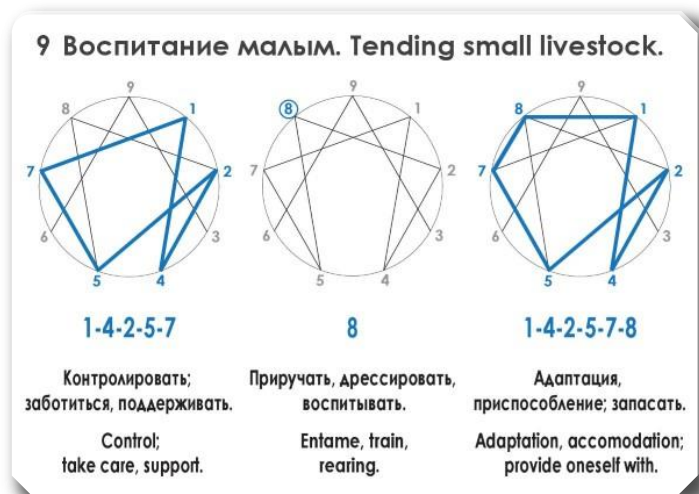 9 Воспитание малым. Tending small livestock.
9
8
1
7
2
6
3
5
4
9
8
1
7
2
6
3
5
4
9
8
1
7
2
6
3
5
4
1-4-2-5-7
8
1-4-2-5-7-8
Контролировать;
заботиться, поддерживать.
Приручать, дрессировать,
воспитывать.
Адаптация,
приспособление; запасать.
Control;
take care, support.
Entame, train,
rearing.
Adaptation, accomodation;
provide oneself with.